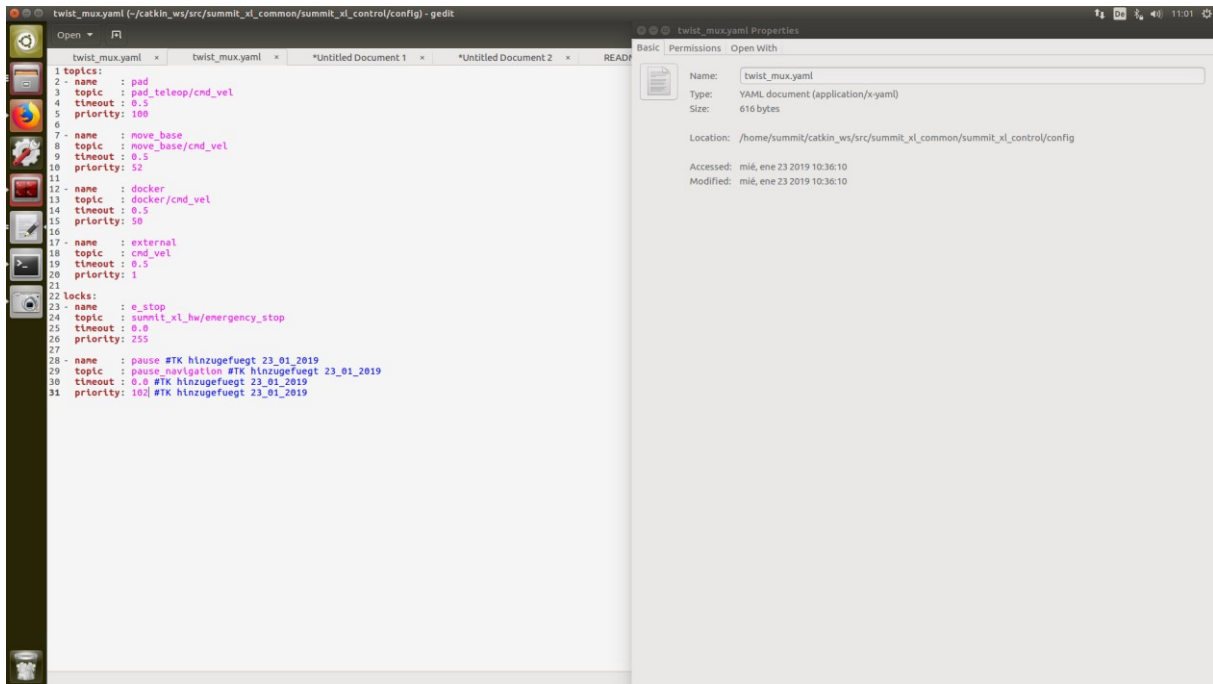 twist_mux.yaml (~/catkin_ws/src/summit_xl_common/summit_xl_control/config) - gedit
De
11:01
Open
twist_mux.yaml ×
twist_mux.yaml ×
*Untitled Document 1 ×
*Untitled Document 2 ×
READM
1 topics:
2 - name : pad
3 topic : pad_teleop/cmd_vel
4 timeout : 0.5
5 priority: 100
6
7 - name : move_base
8 topic : move_base/cmd_vel
9 timeout : 0.5
10 priority: 52
11
12 - name : docker
13 topic : docker/cmd_vel
14 timeout : 0.5
15 priority: 50
16
17 - name : external
18 topic : cmd_vel
19 timeout : 0.5
20 priority: 1
21
22 locks:
23 - name : e_stop
24 topic : summit_xl_hw/emergency_stop
25 timeout : 0.0
26 priority: 255
27
28 - name : pause #TK hinzugefuegt 23_01_2019
29 topic : pause_navigation #TK hinzugefuegt 23_01_2019
30 timeout : 0.0 #TK hinzugefuegt 23_01_2019
31 priority: 102 #TK hinzugefuegt 23_01_2019
twist_mux.yaml Properties
Basic Permissions Open With
Name: twist_mux.yaml
Type: YAML document (application/x-yaml)
Size: 616 bytes
Location: /home/summit/catkin_ws/src/summit_xl_common/summit_xl_control/config
Accessed: mié, ene 23 2019 10:36:10
Modified: mié, ene 23 2019 10:36:10